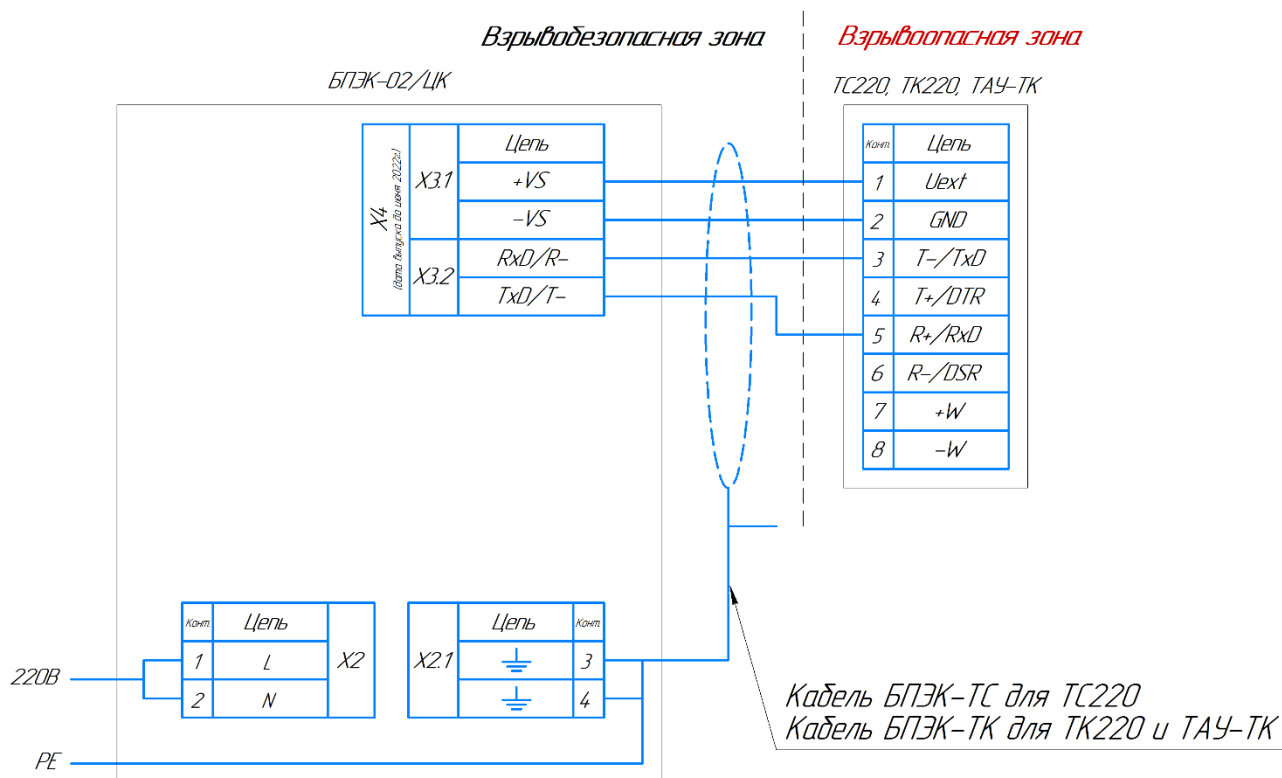 Взрывобезопасная зона
Взрывоопасная зона
БПЭК-02/ЦК
ТС220, ТК220, ТАУ-ТК
X4
(дата выпуска до июня 2022г.)
X3.1
X3.2
Цепь
+VS
-VS
RxD/R-
TxD/T-
Конт. Цепь
1 Uext
2 GND
3 T-/TxD
4 T+/DTR
5 R+/RxD
6 R-/DSR
7 +W
8 -W
220В
PE
Конт. Цепь
1 L
2 N
X2
X2.1
Цепь Конт.
3
4
Кабель БПЭК-ТС для ТС220
Кабель БПЭК-ТК для ТК220 и ТАУ-ТК